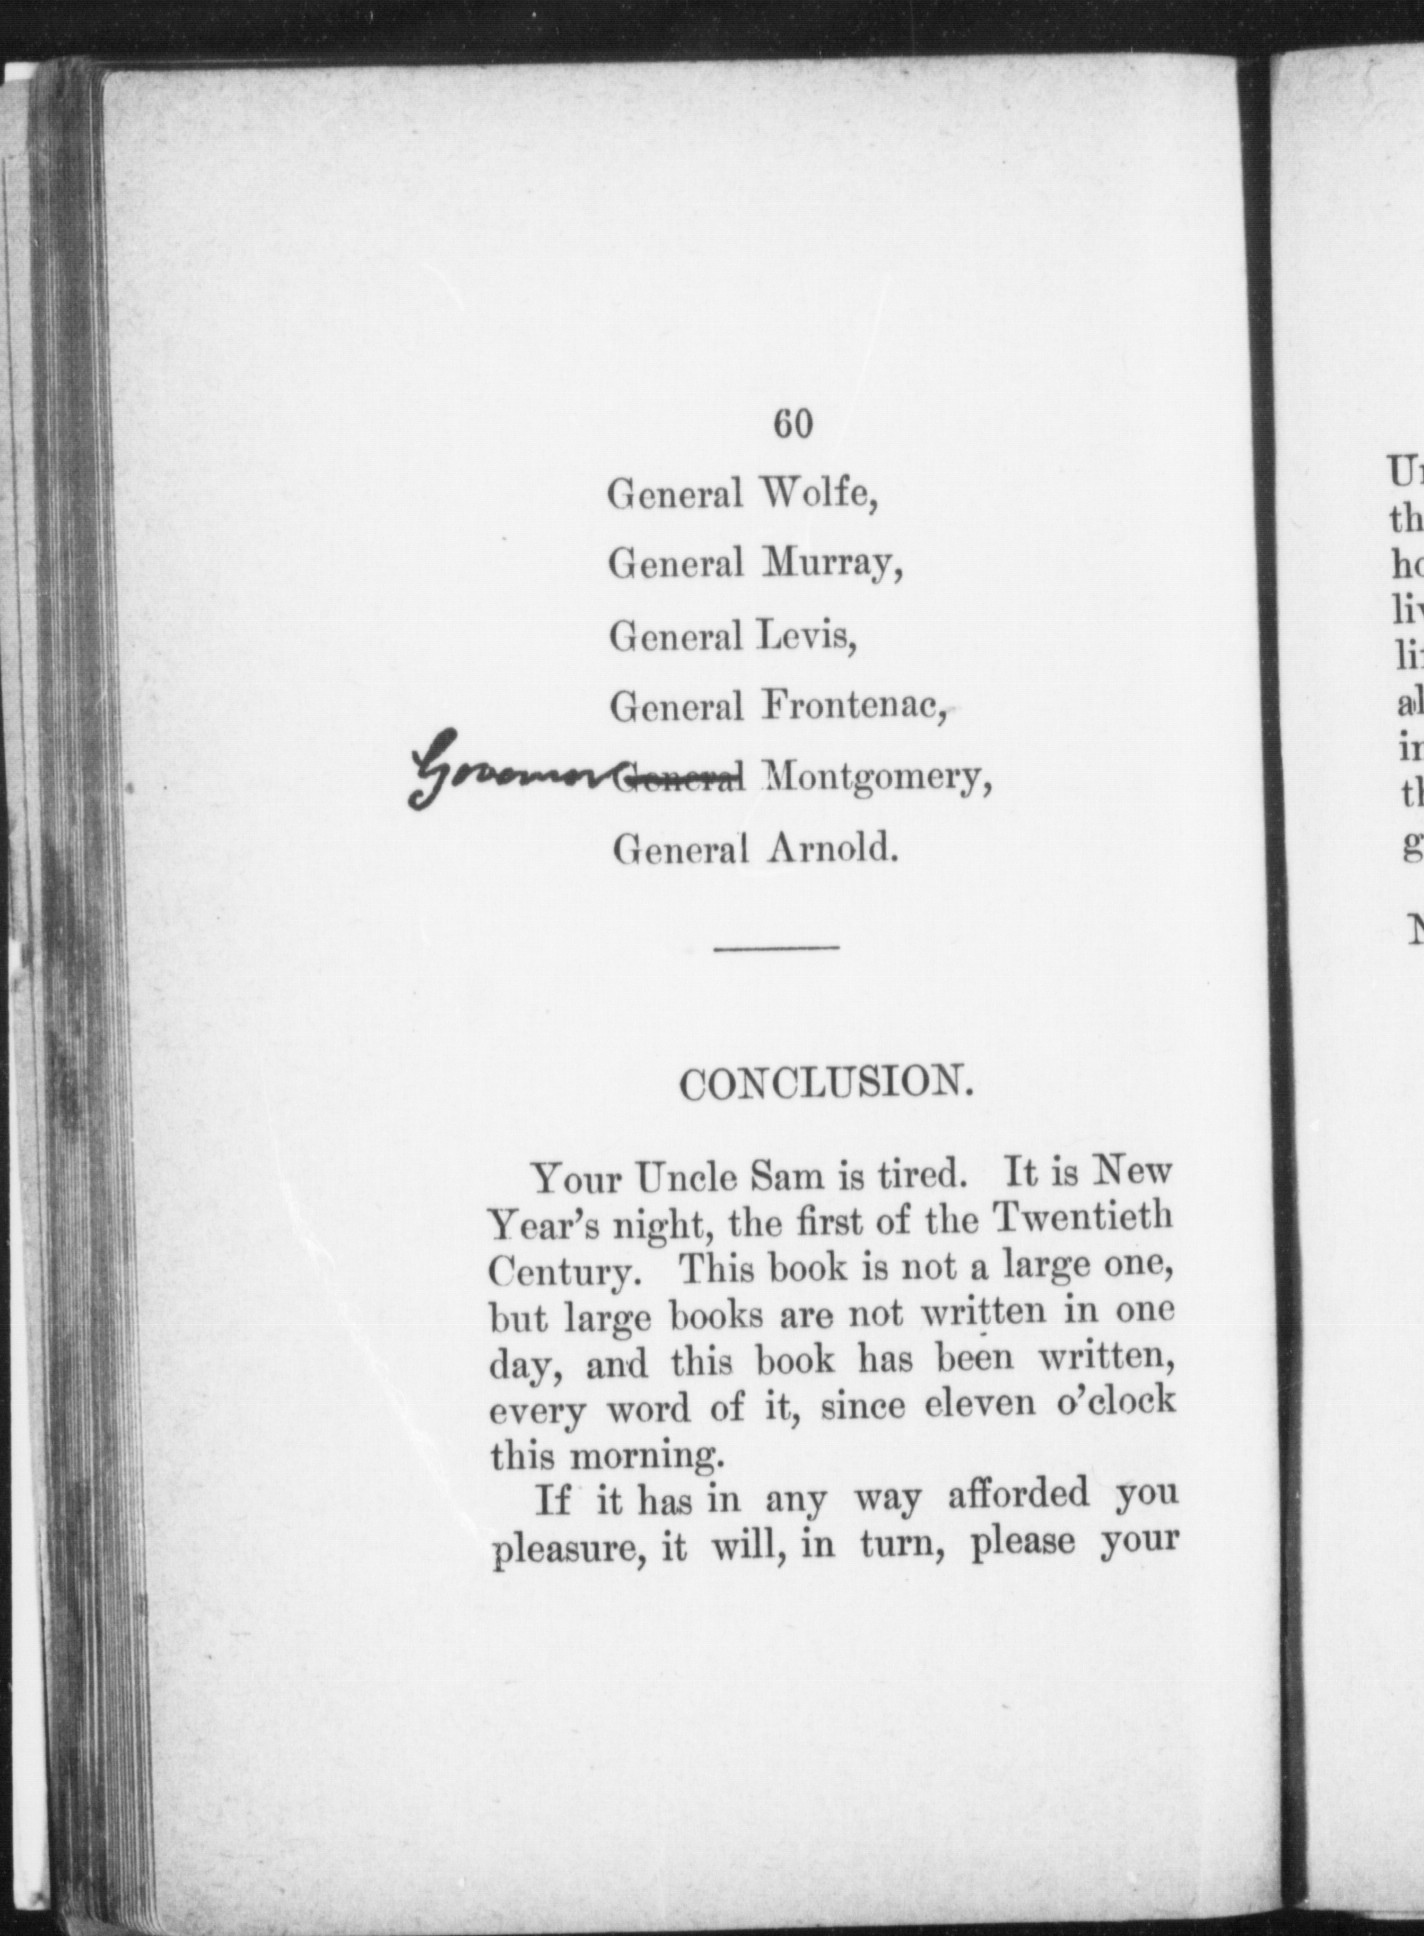 60
General Wolfe,
General Murray,
General Levis,
General Frontenac,
Governor General Montgomery,
General Arnold.
CONCLUSION.
Your Uncle Sam is tired. It is New
Year's night, the first of the Twentieth
Century. This book is not a large one,
but large books are not written in one
day, and this book has been written,
every word of it, since eleven o'clock
this morning.
If it has in any way afforded you
pleasure, it will, in turn, please your